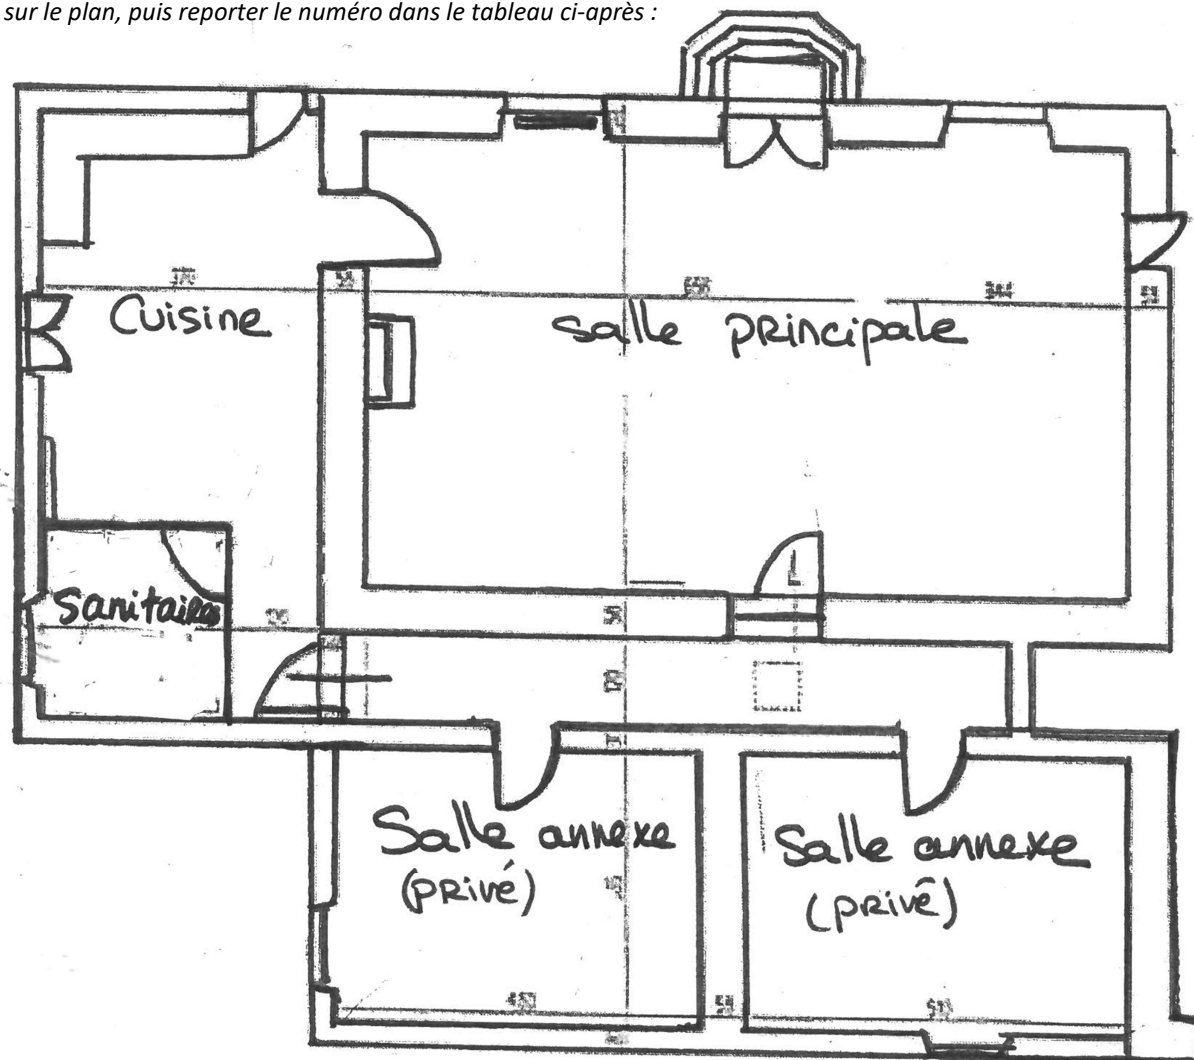 sur le plan, puis reporter le numéro dans le tableau ci-après :
Cuisine
Salle principale
Sanitaires
Salle annexe
(privé)
Salle annexe
(privé)